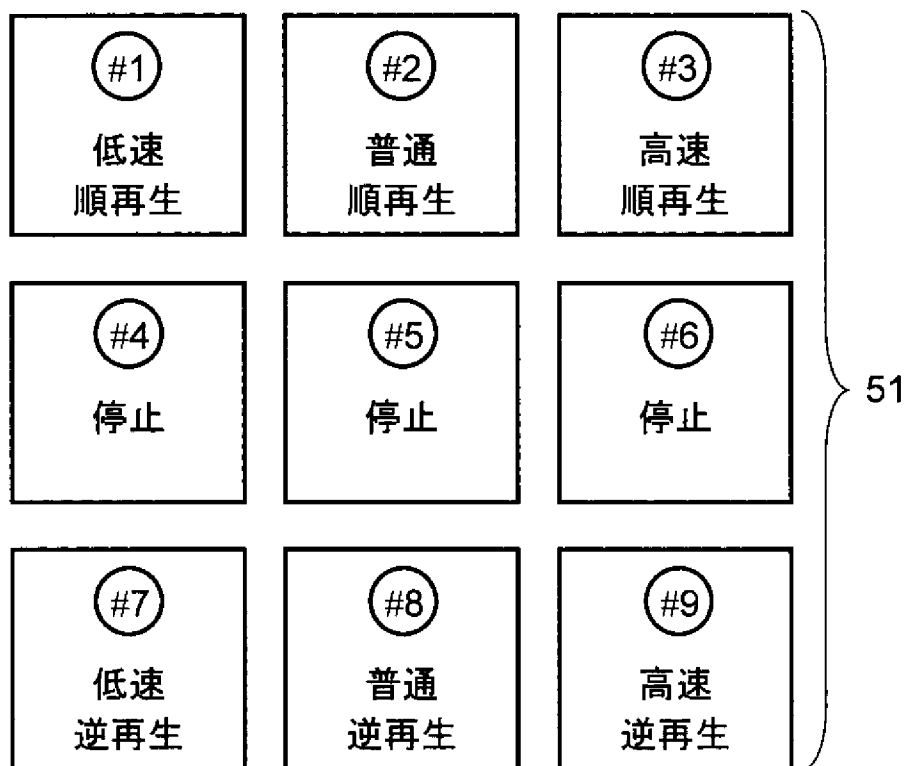 #1
低速
順再生
#2
普通
順再生
#3
高速
順再生
#4
停止
#5
停止
#6
停止
51
#7
低速
逆再生
#8
普通
逆再生
#9
高速
逆再生